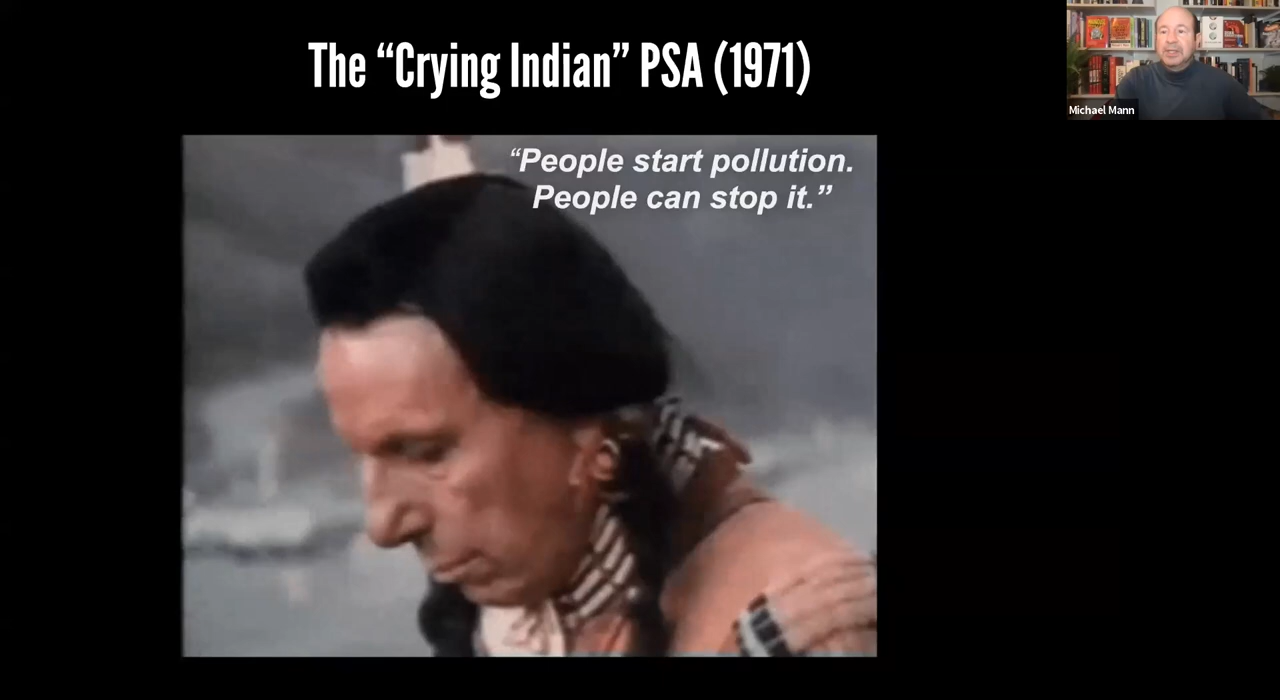 The “Crying Indian” PSA (1971)
“People start pollution.
People can stop it.”
Michael Mann